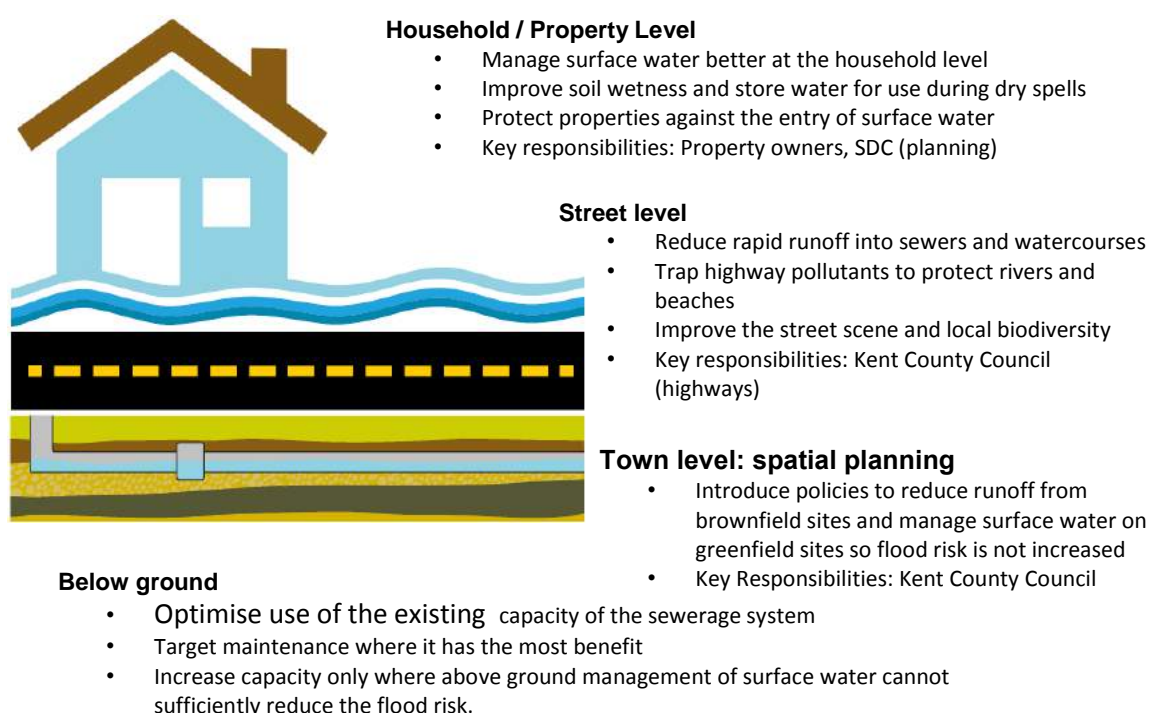 Household / Property Level
• Manage surface water better at the household level
• Improve soil wetness and store water for use during dry spells
• Protect properties against the entry of surface water
• Key responsibilities: Property owners, SDC (planning)
Street level
• Reduce rapid runoff into sewers and watercourses
• Trap highway pollutants to protect rivers and
beaches
• Improve the street scene and local biodiversity
• Key responsibilities: Kent County Council
(highways)
Town level: spatial planning
• Introduce policies to reduce runoff from
brownfield sites and manage surface water on
greenfield sites so flood risk is not increased
• Key Responsibilities: Kent County Council
Below ground
• Optimise use of the existing capacity of the sewerage system
• Target maintenance where it has the most benefit
• Increase capacity only where above ground management of surface water cannot
sufficiently reduce the flood risk.